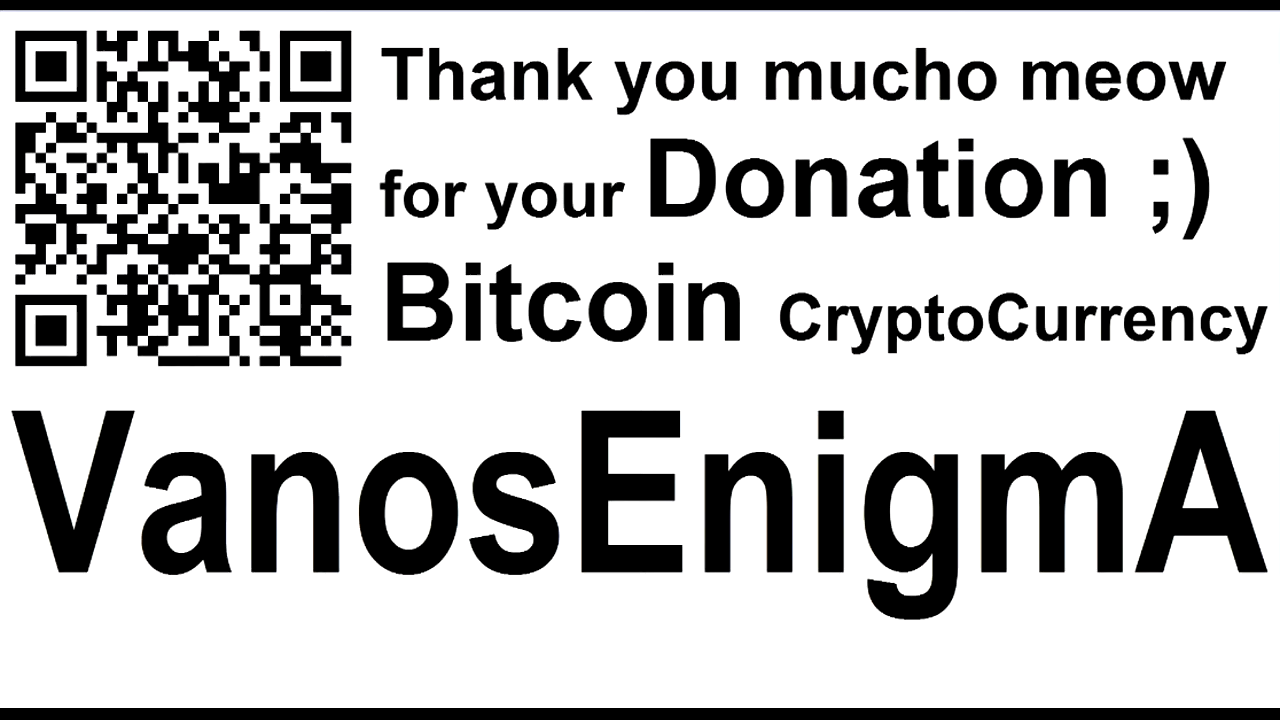 Thank you mucho meow
for your Donation ;)
Bitcoin CryptoCurrency
VanosEnigmA